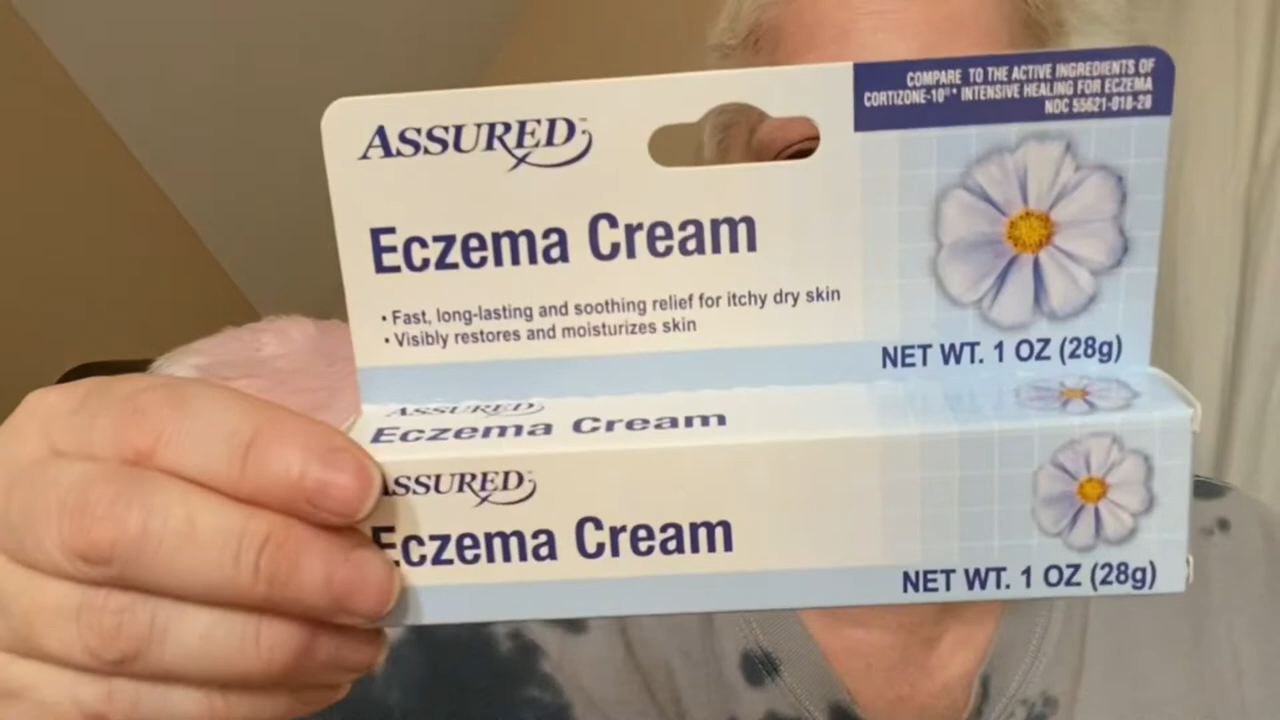 COMPARE TO THE ACTIVE INGREDIENTS OF
CORTIZONE-10®* INTENSIVE HEALING FOR ECZEMA
NDC 55621-018-28
ASSURED™
Eczema Cream
• Fast, long-lasting and soothing relief for itchy dry skin
• Visibly restores and moisturizes skin
NET WT. 1 OZ (28g)
ASSURED
Eczema Cream
ASSURED™
Eczema Cream
NET WT. 1 OZ (28g)